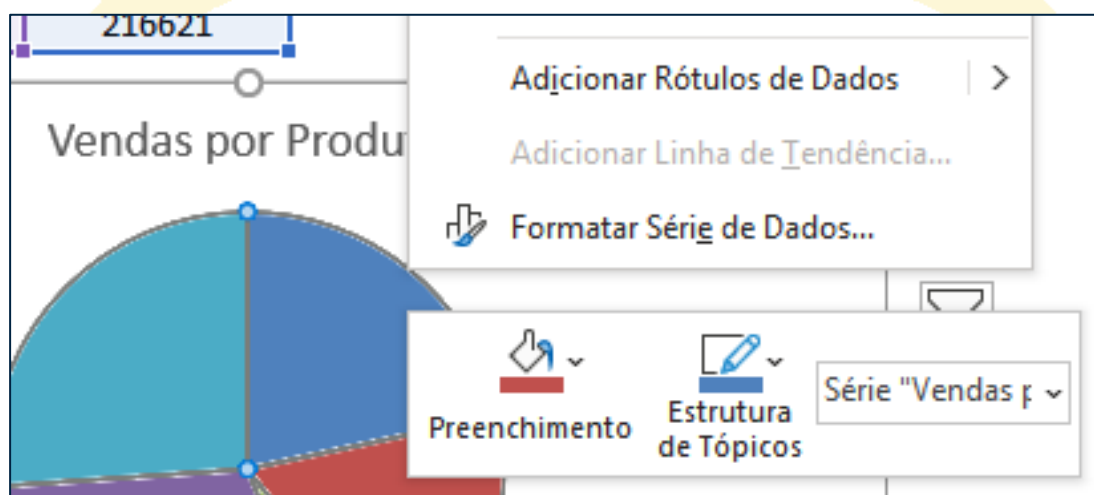 216621
Adicionar Rótulos de Dados
Vendas por Produ
Adicionar Linha de Tendência...
Formatar Série de Dados...
Preenchimento
Estrutura
de Tópicos
Série "Vendas p